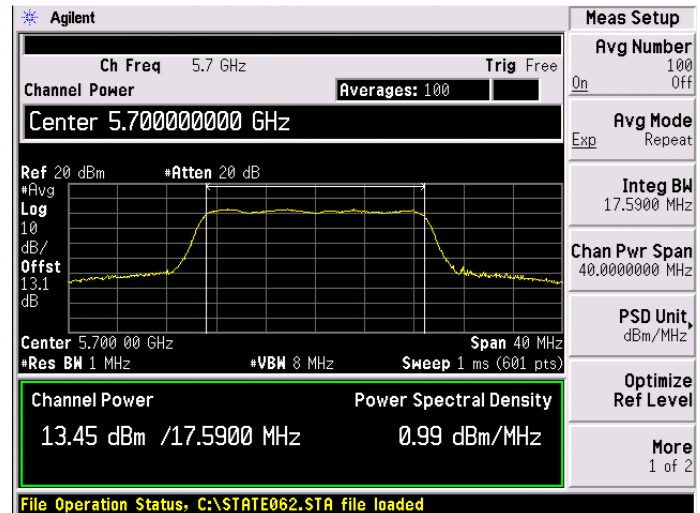 Agilent
Meas Setup
Ch Freq 5.7 GHz Trig Free
Channel Power Averages: 100
Center 5.700000000 GHz
Ref 20 dBm #Atten 20 dB
#Avg
Log
10
dB/
Offst
13.1
dB
Center 5.700 00 GHz Span 40 MHz
#Res BW 1 MHz #VBW 8 MHz Sweep 1 ms (601 pts)
Channel Power Power Spectral Density
13.45 dBm /17.5900 MHz 0.99 dBm/MHz
File Operation Status, C:\STATE062.STA file loaded
Avg Number
100
On Off
Avg Mode
Exp Repeat
Integ BW
17.5900 MHz
Chan Pwr Span
40.0000000 MHz
PSD Unit
dBm/MHz
Optimize
Ref Level
More
1 of 2